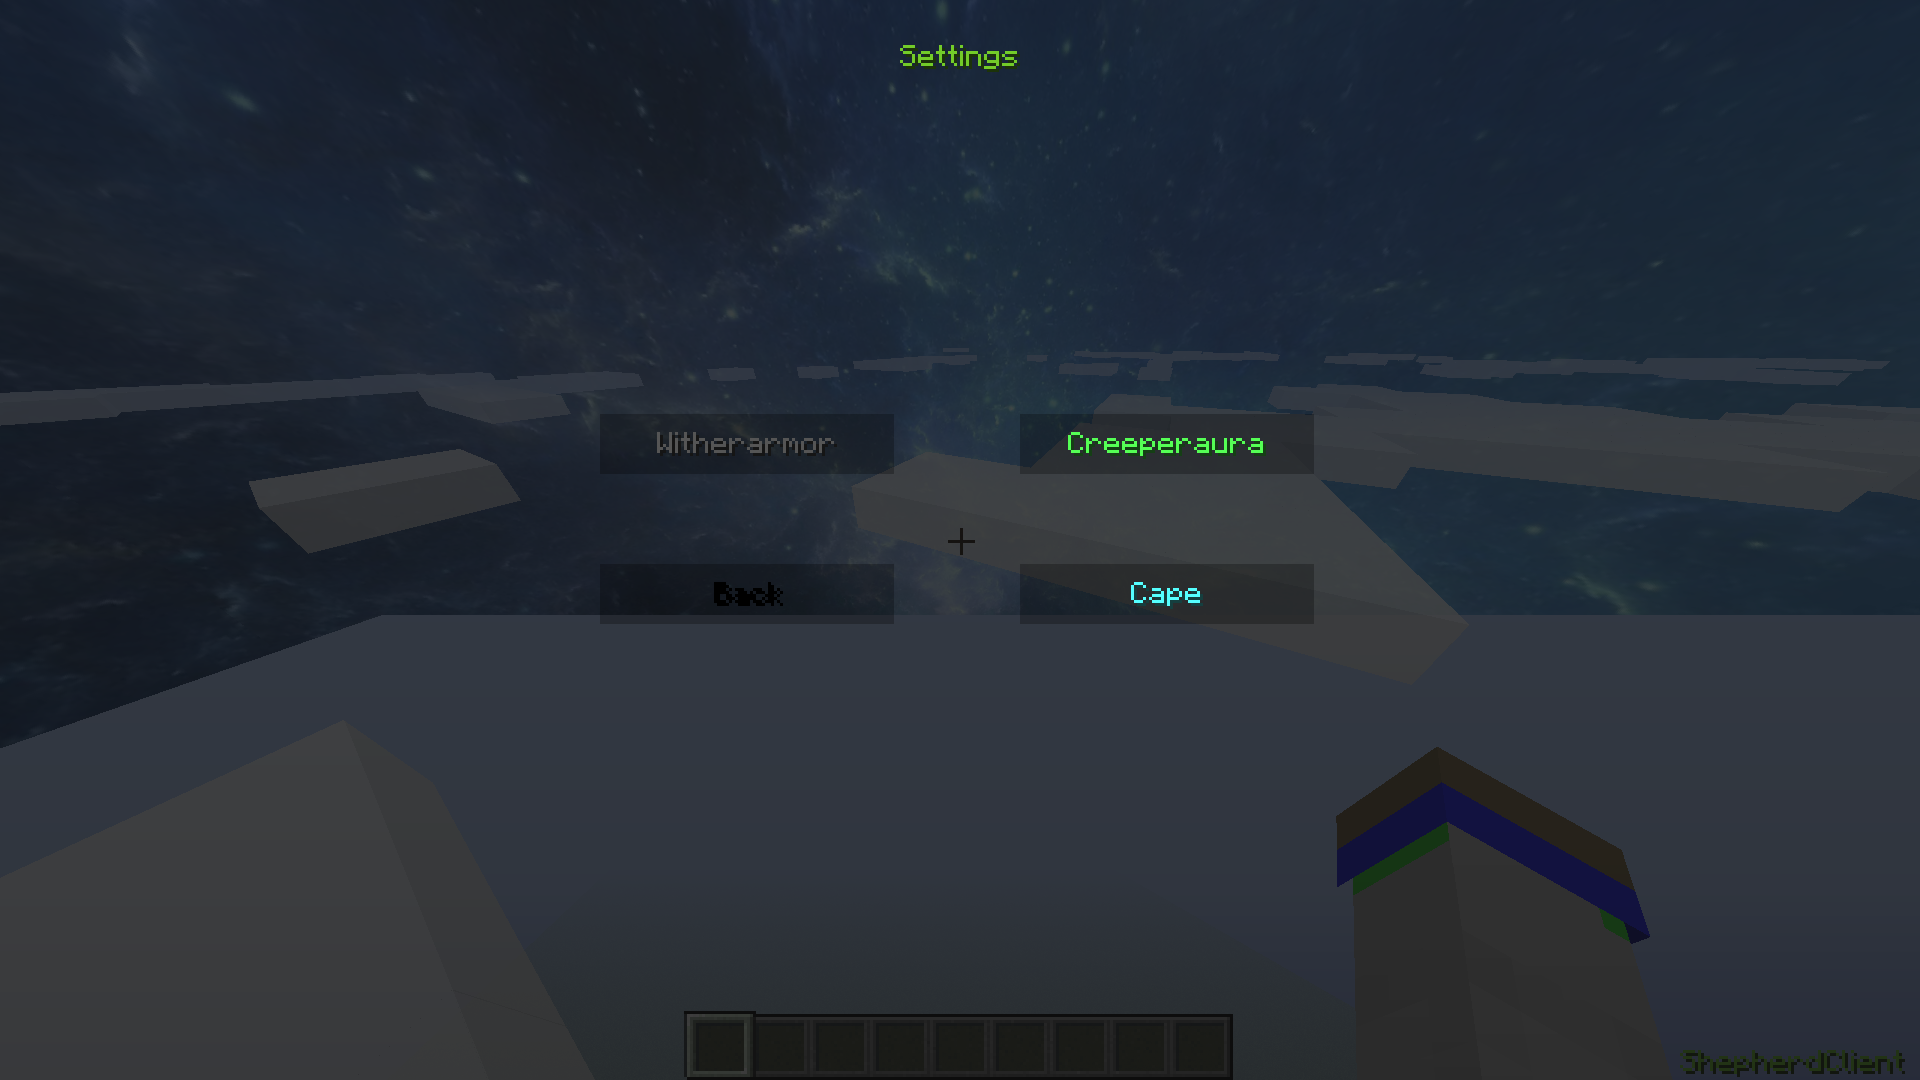 Settings
Witherarmor
Creeperaura
Back
Cape
ShepherdClient